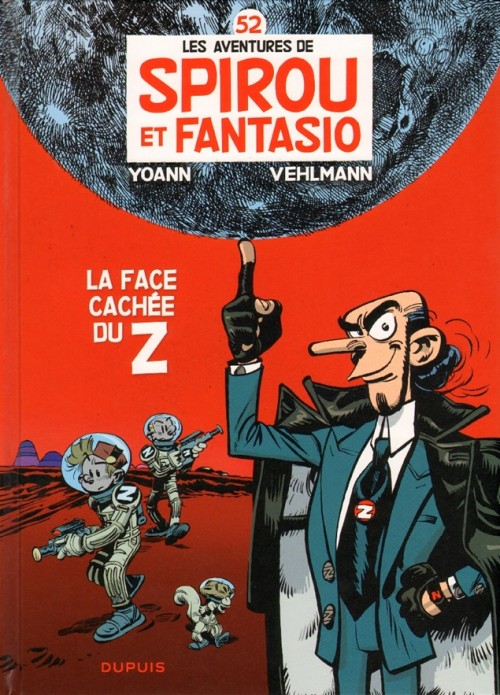 52
LES AVENTURES DE
SPIROU
ET FANTASIO
YOANN VEHLMANN
LA FACE
CACHÉE
DU Z
Z
Z
Z
Z
DUPUIS